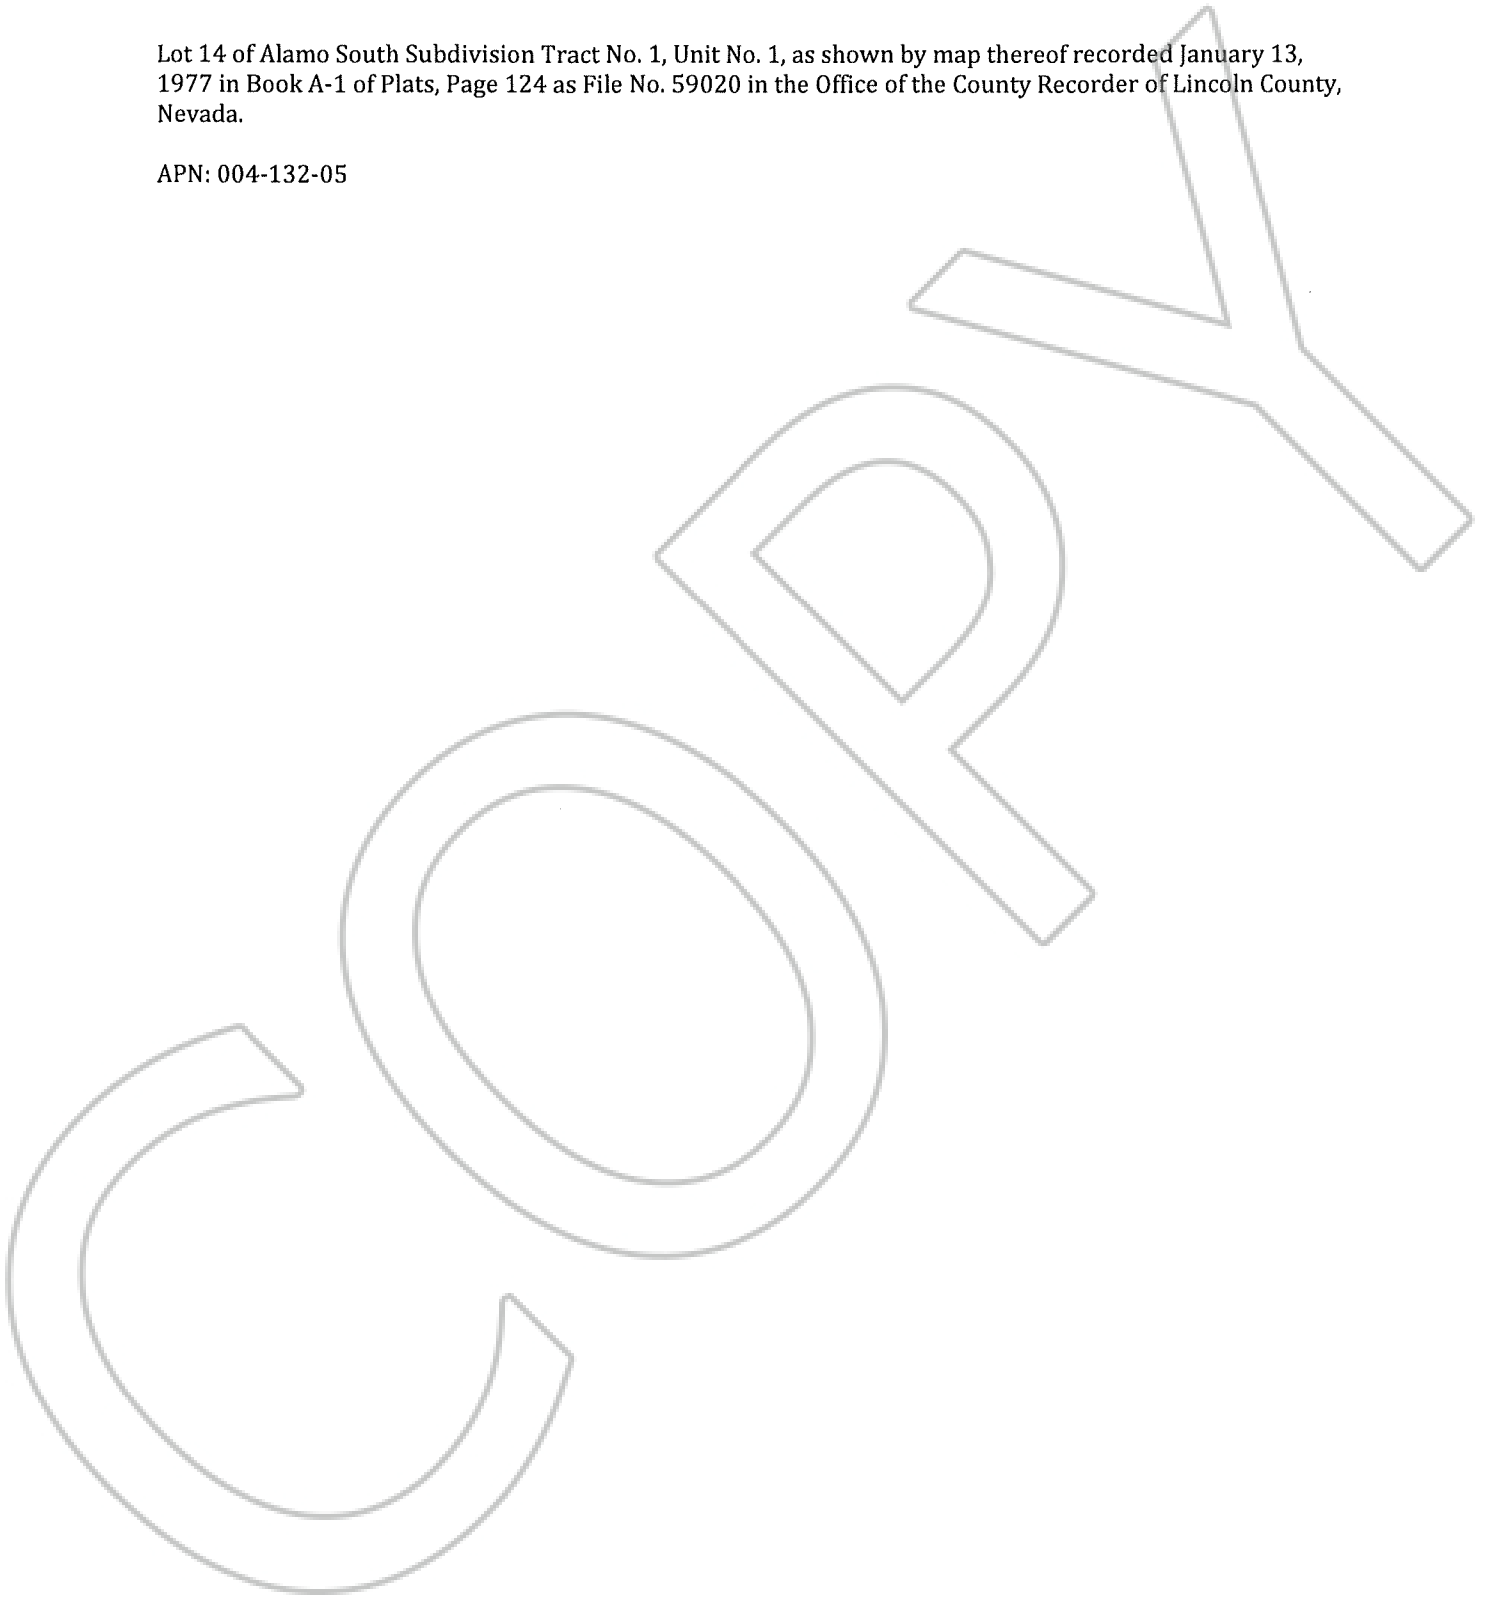 Lot 14 of Alamo South Subdivision Tract No. 1, Unit No. 1, as shown by map thereof recorded January 13,
1977 in Book A-1 of Plats, Page 124 as File No. 59020 in the Office of the County Recorder of Lincoln County,
Nevada.
APN: 004-132-05
COPY